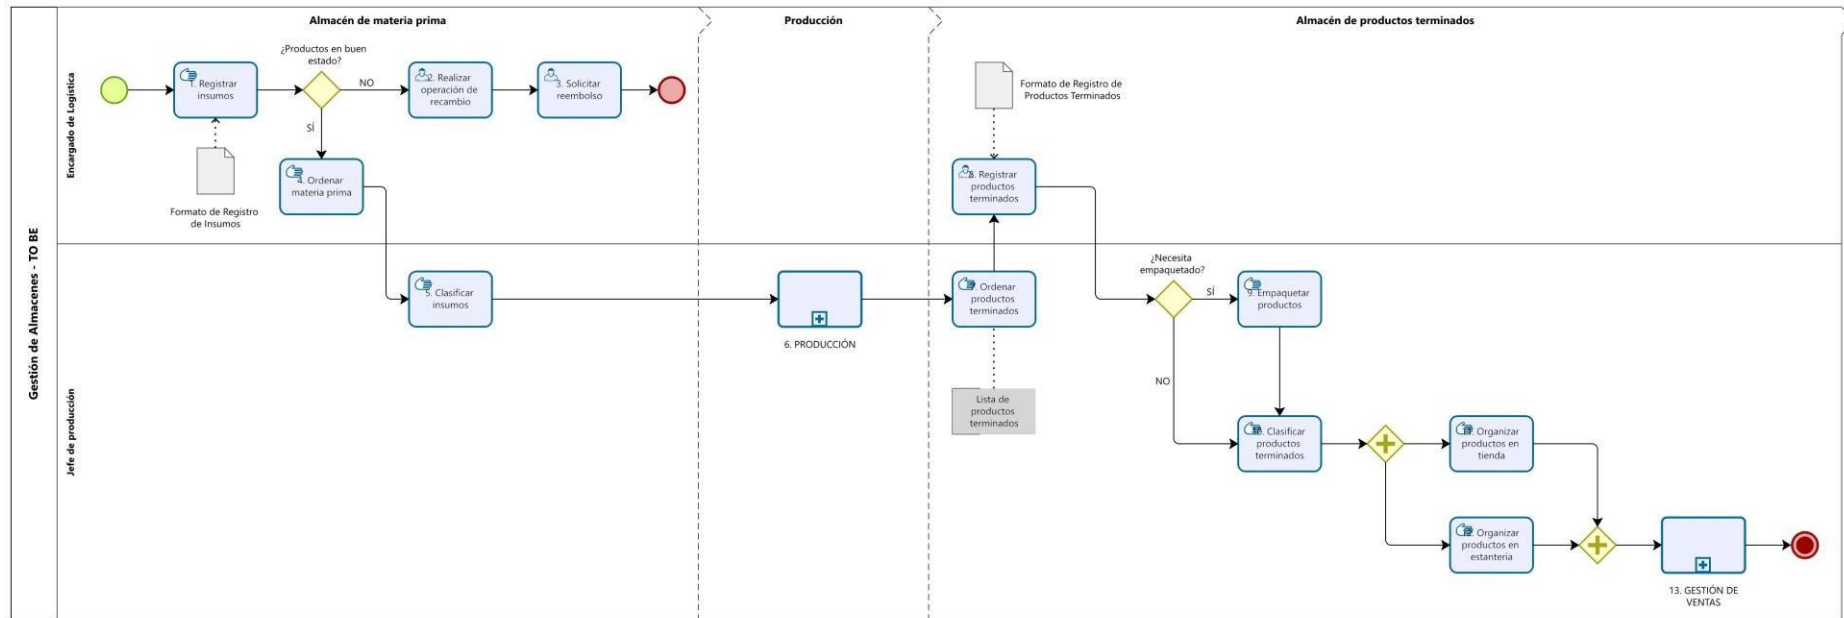 Gestión de Almacenes - TO BE
Almacén de materia prima
Producción
Almacén de productos terminados
Encargado de Logística
1. Registrar
insumos
¿Productos en buen
estado?
NO
SÍ
2. Realizar
operación de
recambio
3. Solicitar
reembolso
Formato de Registro
de Insumos
4. Ordenar
materia prima
Formato de Registro de
Productos Terminados
8. Registrar
productos
terminados
Jefe de producción
5. Clasificar
insumos
6. PRODUCCIÓN
7. Ordenar
productos
terminados
Lista de
productos
terminados
¿Necesita
empaquetado?
SÍ
NO
9. Empaquetar
productos
10. Clasificar
productos
terminados
11. Organizar
productos en
tienda
12. Organizar
productos en
estanteria
13. GESTIÓN DE
VENTAS